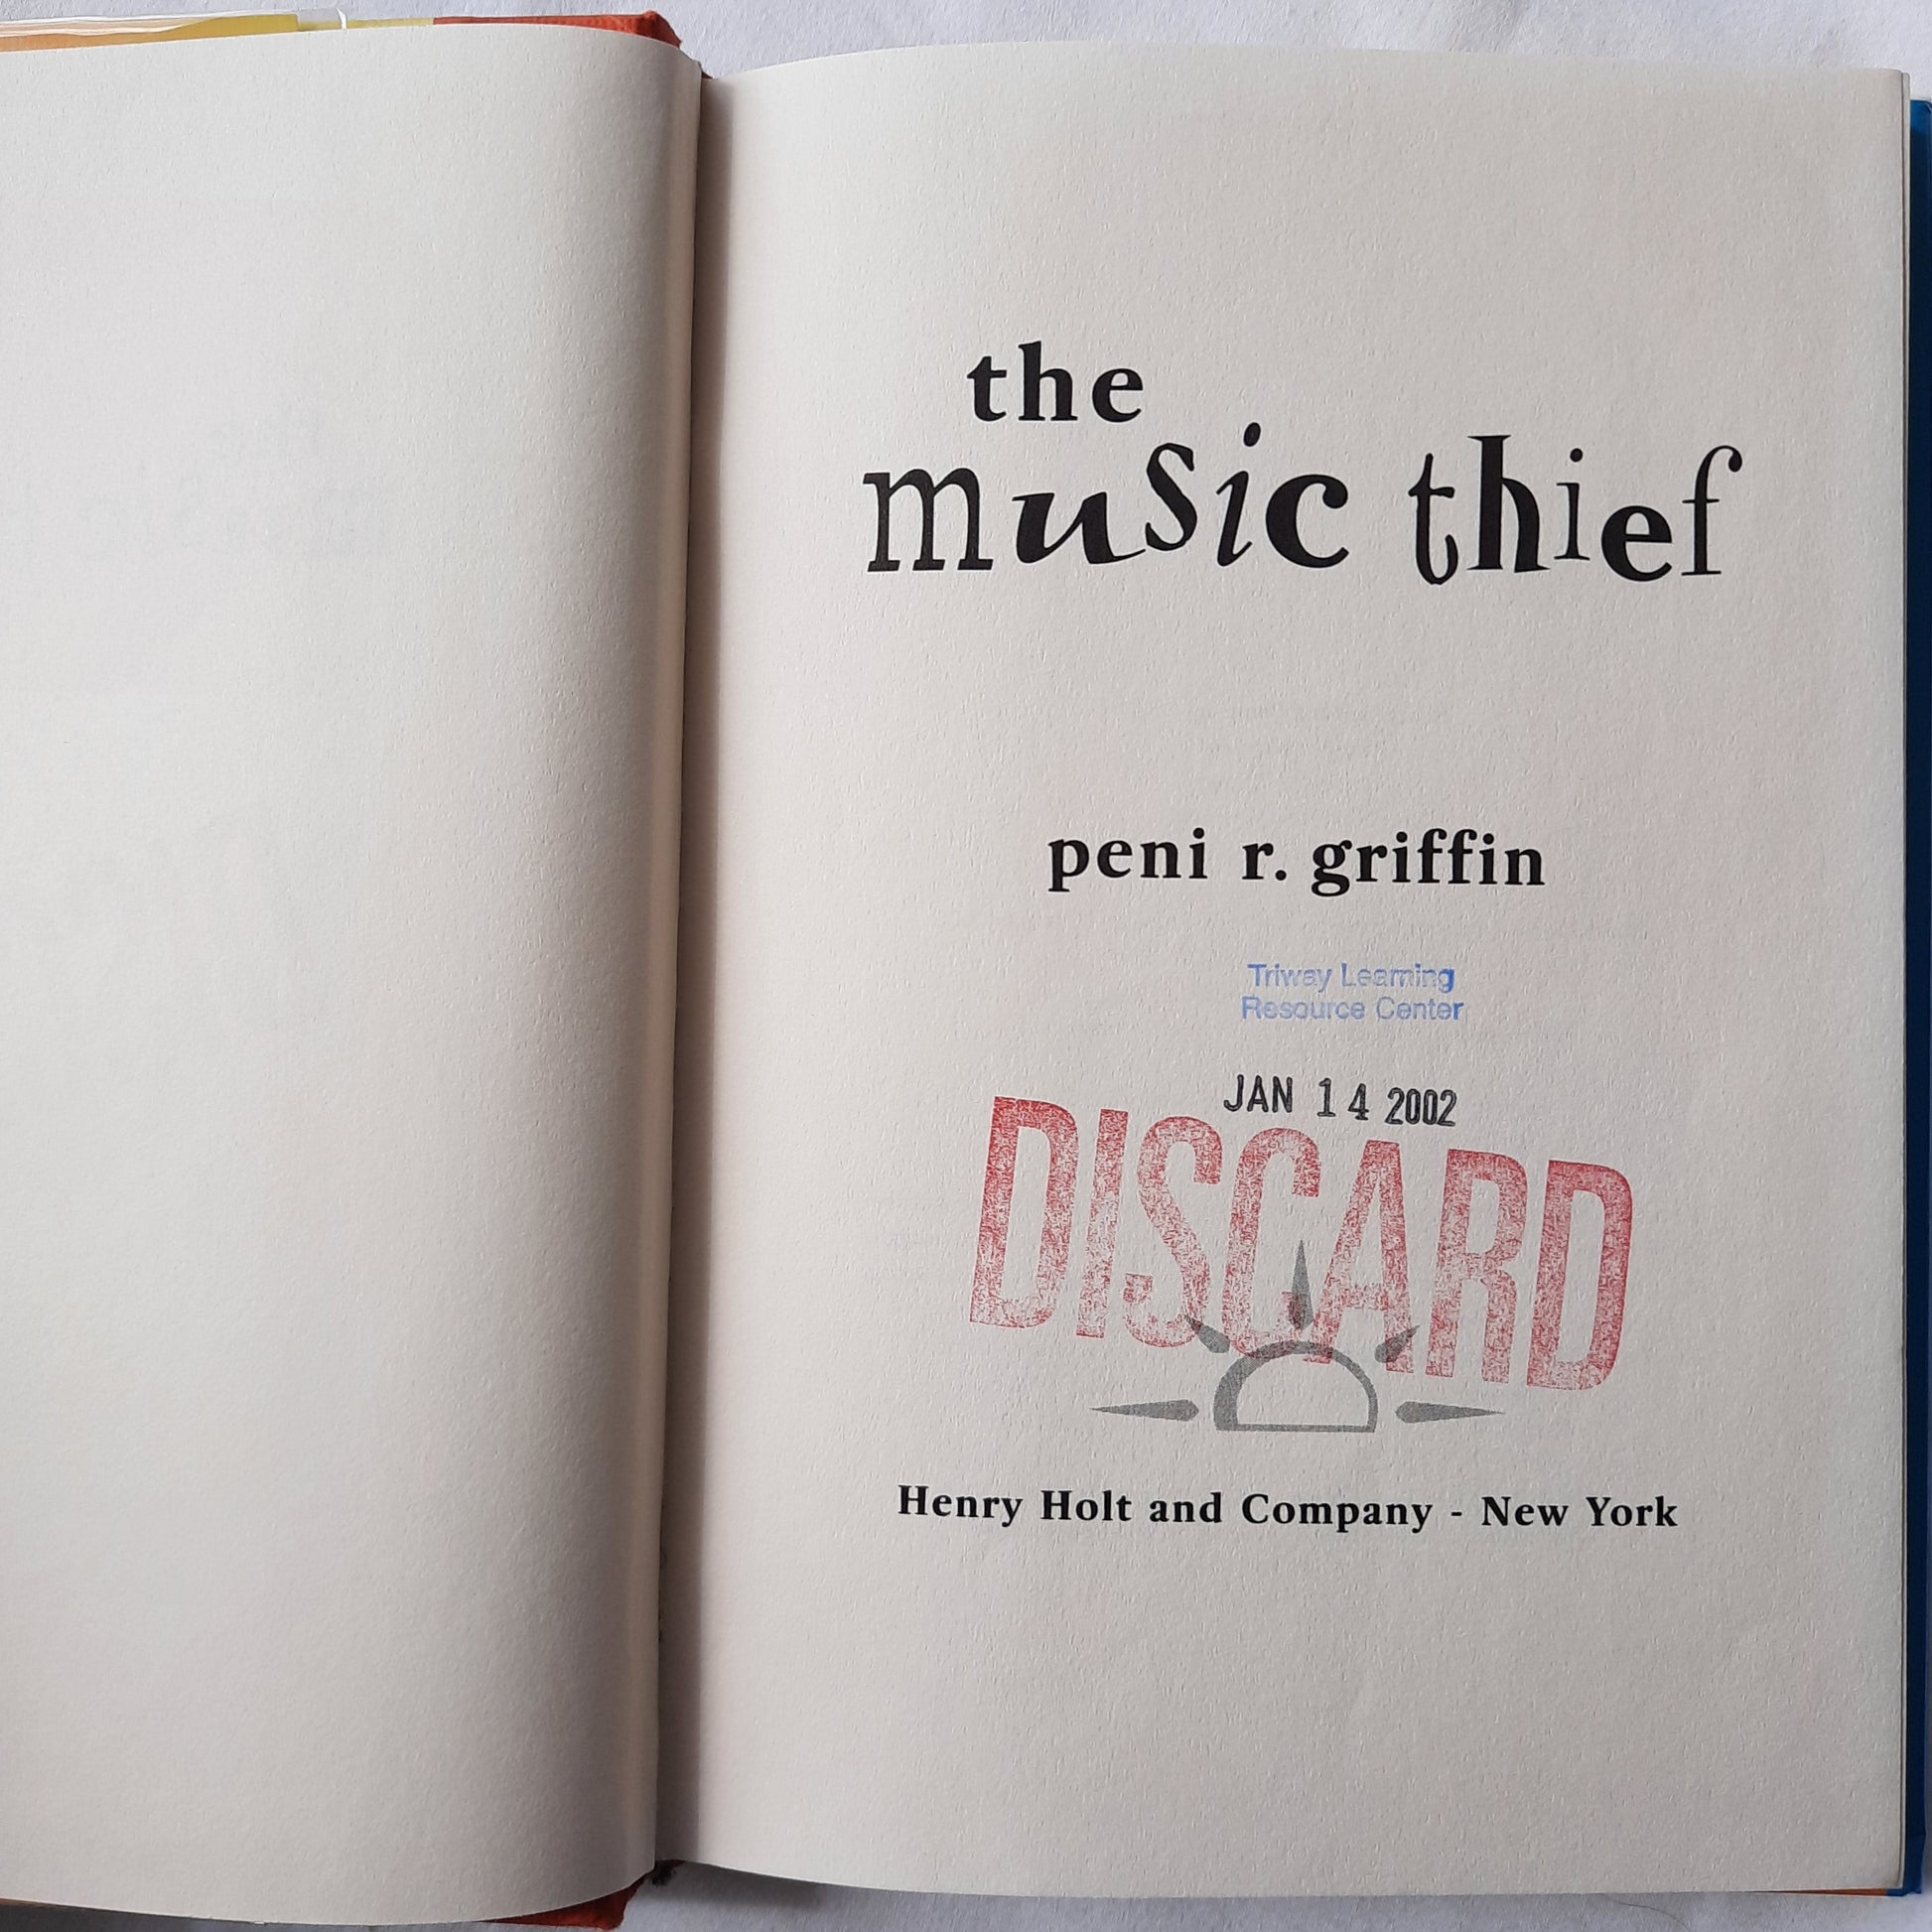 the
music thief
peni r. griffin
Triway Learning
Resource Center
JAN 14 2002
DISCARD
Henry Holt and Company - New York